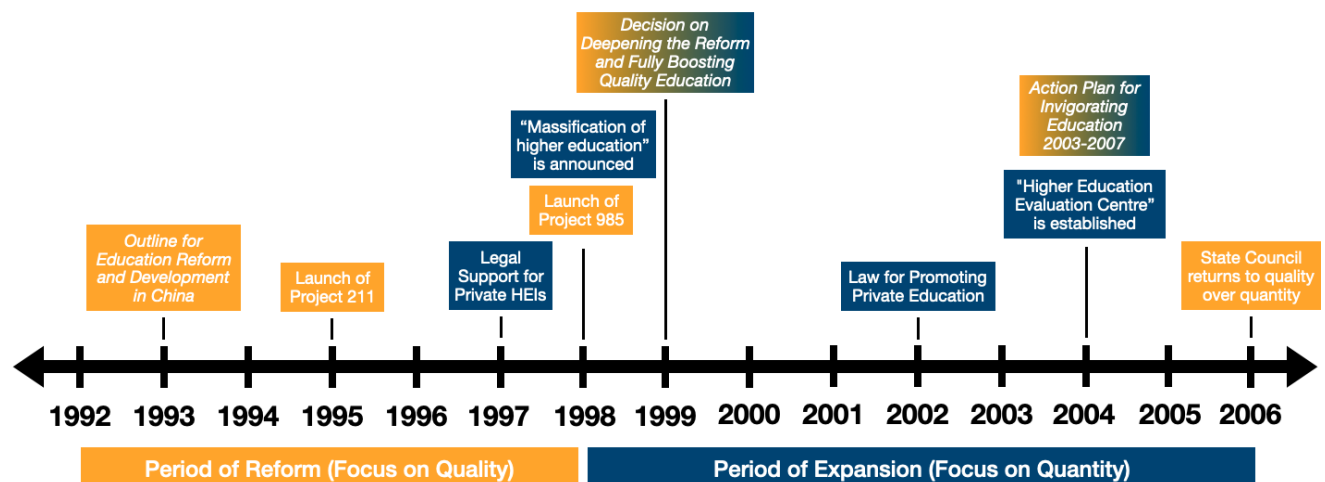 Decision on
Deepening the Reform
and Fully Boosting
Quality Education
Action Plan for
Invigorating
Education
2003-2007
“Massification of
higher education”
is announced
"Higher Education
Evaluation Centre”
is established
Launch of
Project 985
Outline for
Education Reform
and Development
in China
Launch of
Project 211
Legal
Support for
Private HEIs
Law for Promoting
Private Education
State Council
returns to quality
over quantity
1992 1993 1994 1995 1996 1997 1998 1999 2000 2001 2002 2003 2004 2005 2006
Period of Reform (Focus on Quality)
Period of Expansion (Focus on Quantity)